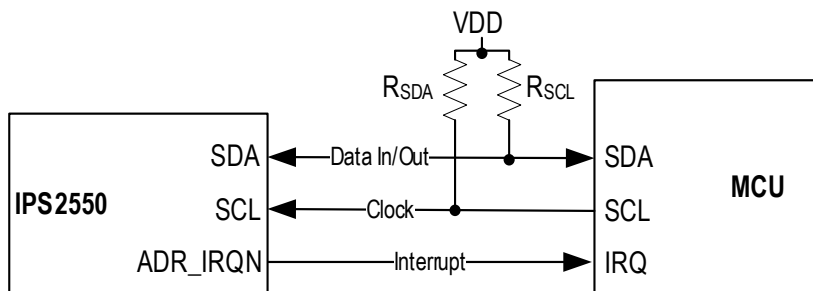 VDD
RSDA RSCL
SDA Data In/Out SDA
IPS2550 MCU
SCL Clock SCL
ADR_IRQN Interrupt IRQ